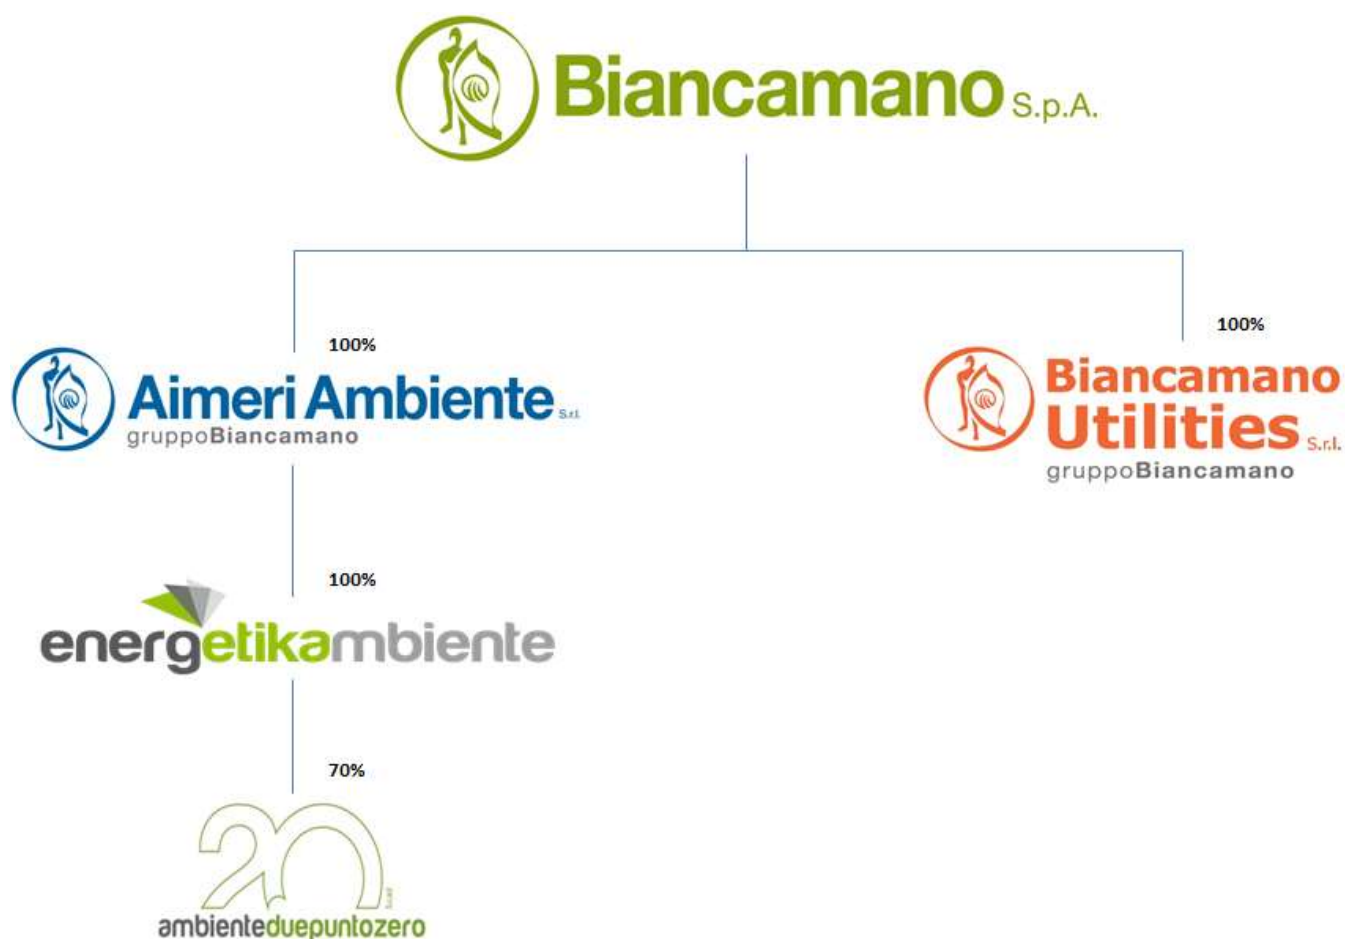 Biancamano S.p.A.
100%
100%
Aimeri Ambiente S.r.l.
gruppoBiancamano
Biancamano
Utilities S.r.l.
gruppoBiancamano
100%
energetikambiente
70%
20
ambienteduepuntozero